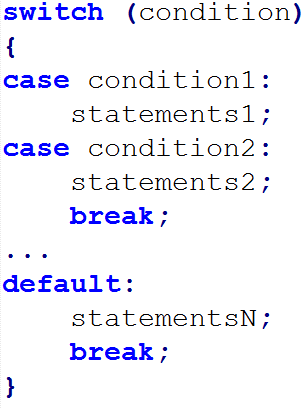 switch (condition)
{
case condition1:
    statements1;
case condition2:
    statements2;
    break;
...
default:
    statementsN;
    break;
}